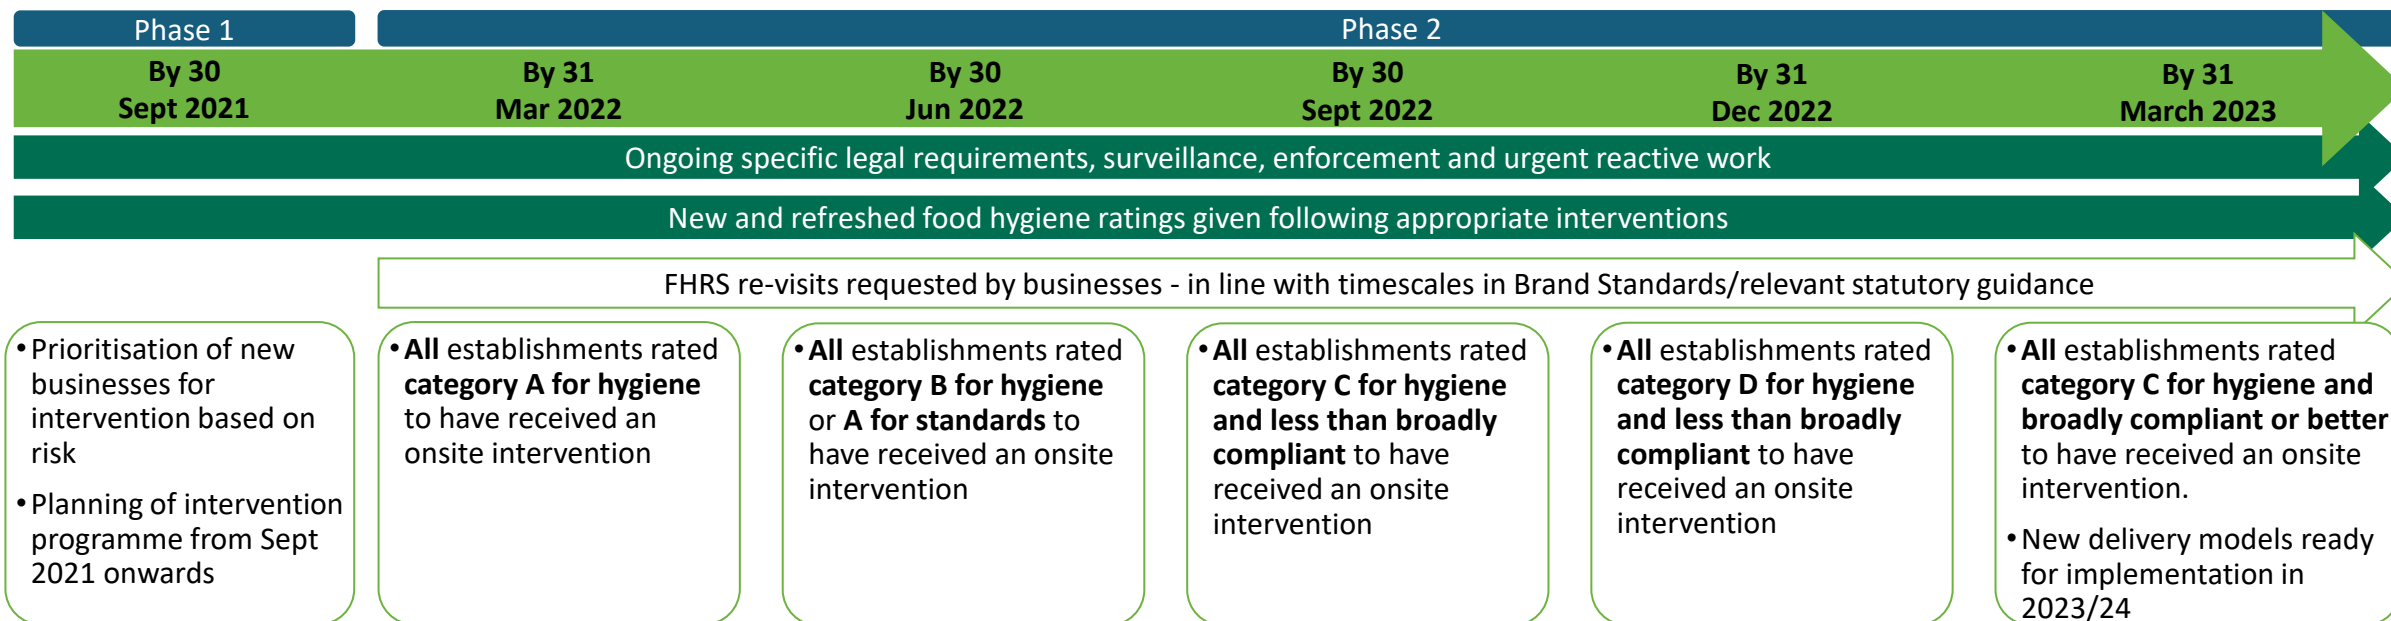 Phase 1
Phase 2
By 30
Sept 2021
By 31
Mar 2022
By 30
Jun 2022
By 30
Sept 2022
By 31
Dec 2022
By 31
March 2023
Ongoing specific legal requirements, surveillance, enforcement and urgent reactive work
New and refreshed food hygiene ratings given following appropriate interventions
FHRS re-visits requested by businesses - in line with timescales in Brand Standards/relevant statutory guidance
• Prioritisation of new
businesses for
intervention based on
risk
• Planning of intervention
programme from Sept
2021 onwards
• All establishments rated
category A for hygiene
to have received an
onsite intervention
• All establishments rated
category B for hygiene
or A for standards to
have received an onsite
intervention
• All establishments rated
category C for hygiene
and less than broadly
compliant to have
received an onsite
intervention
• All establishments rated
category D for hygiene
and less than broadly
compliant to have
received an onsite
intervention
• All establishments rated
category C for hygiene and
broadly compliant or better
to have received an onsite
intervention.
• New delivery models ready
for implementation in
2023/24